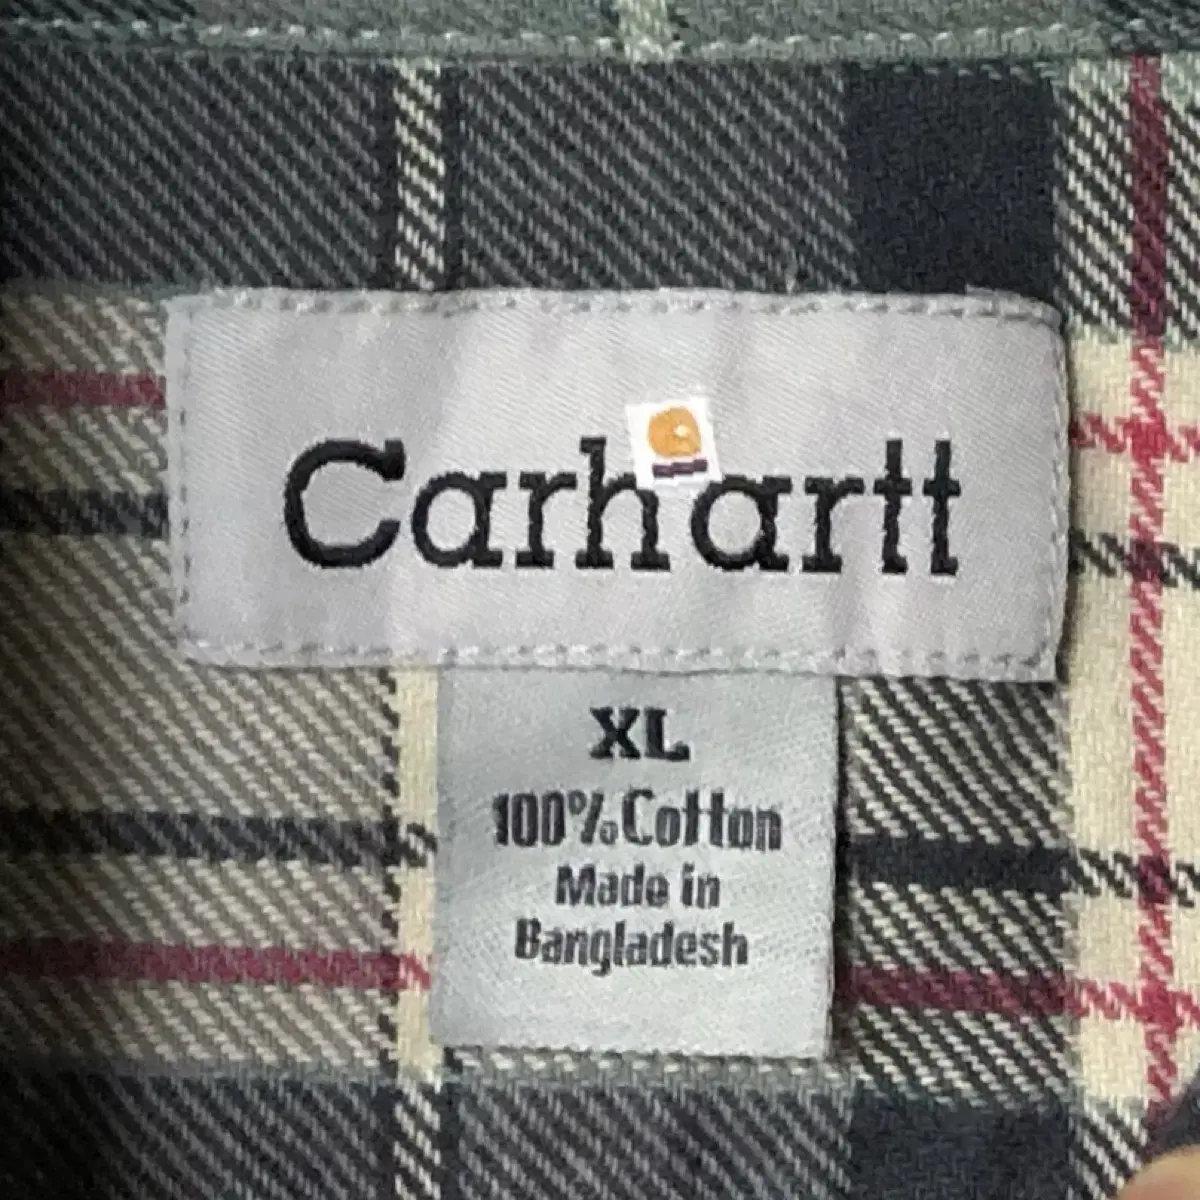 Carhartt
XL
100% Cotton
Made in
Bangladesh